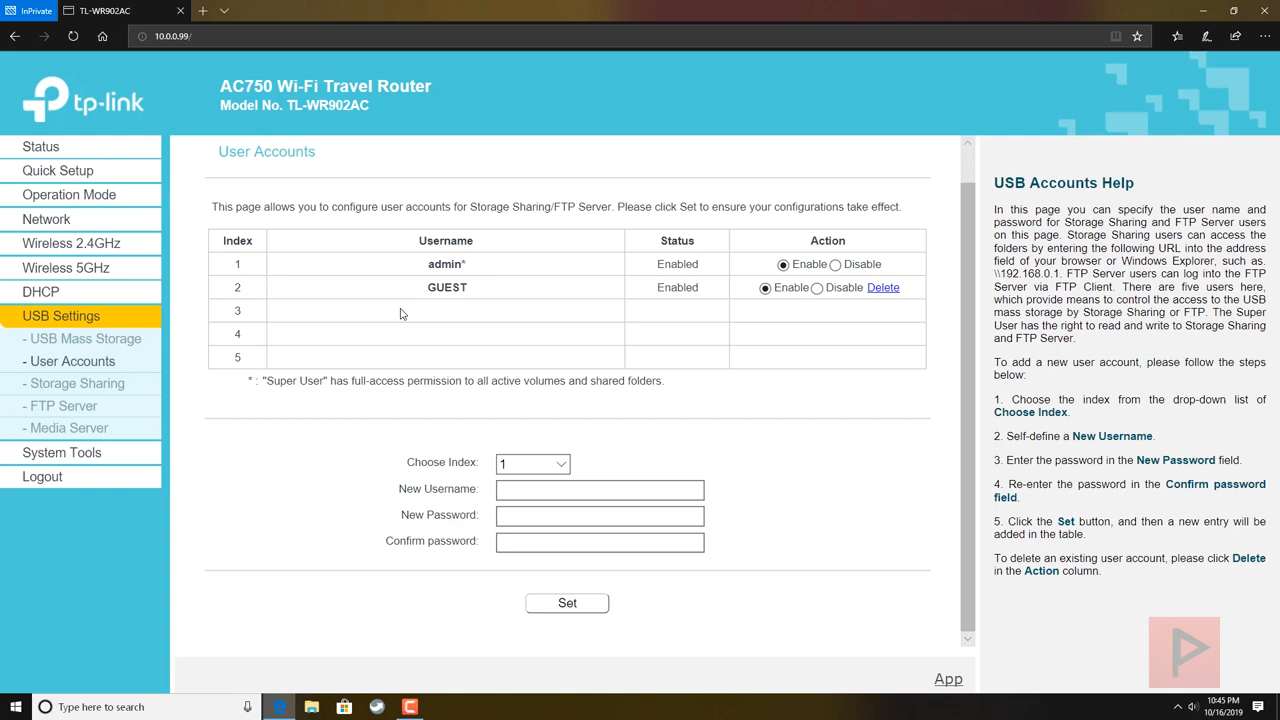 InPrivate TL-WR902AC
10.0.0.99/
tp-link
AC750 Wi-Fi Travel Router
Model No. TL-WR902AC
Status
Quick Setup
Operation Mode
Network
Wireless 2.4GHz
Wireless 5GHz
DHCP
USB Settings
- USB Mass Storage
- User Accounts
- Storage Sharing
- FTP Server
- Media Server
System Tools
Logout
User Accounts
This page allows you to configure user accounts for Storage Sharing/FTP Server. Please click Set to ensure your configurations take effect.
Index Username Status Action
1 admin* Enabled Enable Disable
2 GUEST Enabled Enable Disable Delete
3
4
5
* : "Super User" has full-access permission to all active volumes and shared folders.
Choose Index: 1
New Username:
New Password:
Confirm password:
Set
App
USB Accounts Help
In this page you can specify the user name and
password for Storage Sharing and FTP Server users
on this page. Storage Sharing users can access the
folders by entering the following URL into the address
field of your browser or Windows Explorer, such as.
\\192.168.0.1. FTP Server users can log into the FTP
Server via FTP Client. There are five users here,
which provide means to control the access to the USB
mass storage by Storage Sharing or FTP. The Super
User has the right to read and write to Storage Sharing
and FTP Server.
To add a new user account, please follow the steps
below:
1. Choose the index from the drop-down list of
Choose Index.
2. Self-define a New Username.
3. Enter the password in the New Password field.
4. Re-enter the password in the Confirm password
field.
5. Click the Set button, and then a new entry will be
added in the table.
To delete an existing user account, please click Delete
in the Action column.
Type here to search
10:45 PM
10/16/2019